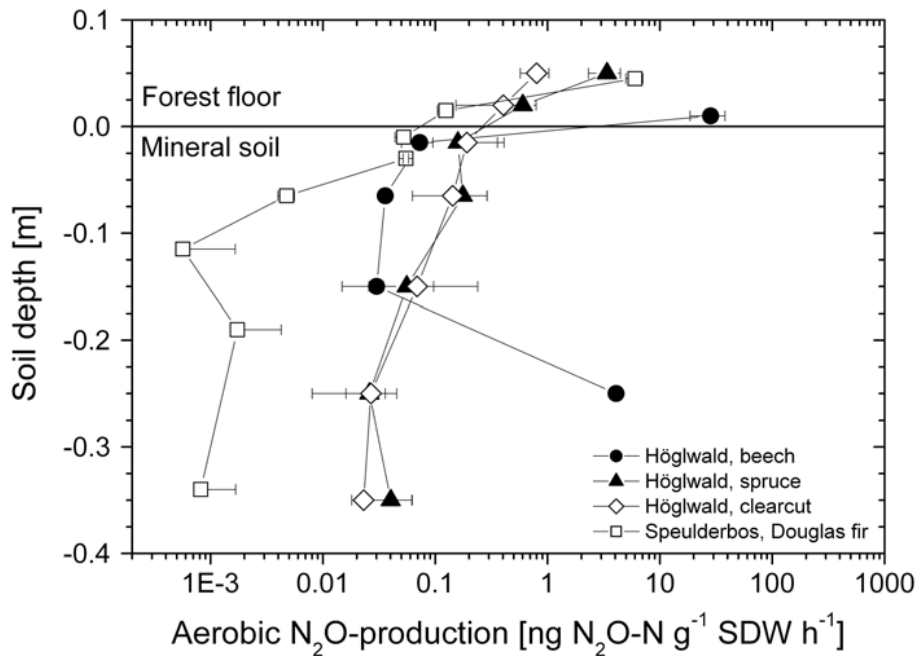 0.1
0.0
-0.1
-0.2
-0.3
-0.4
Soil depth [m]
Forest floor
Mineral soil
Höglwald, beech
Höglwald, spruce
Höglwald, clearcut
Speulderbos, Douglas fir
1E-3 0.01 0.1 1 10 100 1000
Aerobic N₂O-production [ng N₂O-N g⁻¹ SDW h⁻¹]